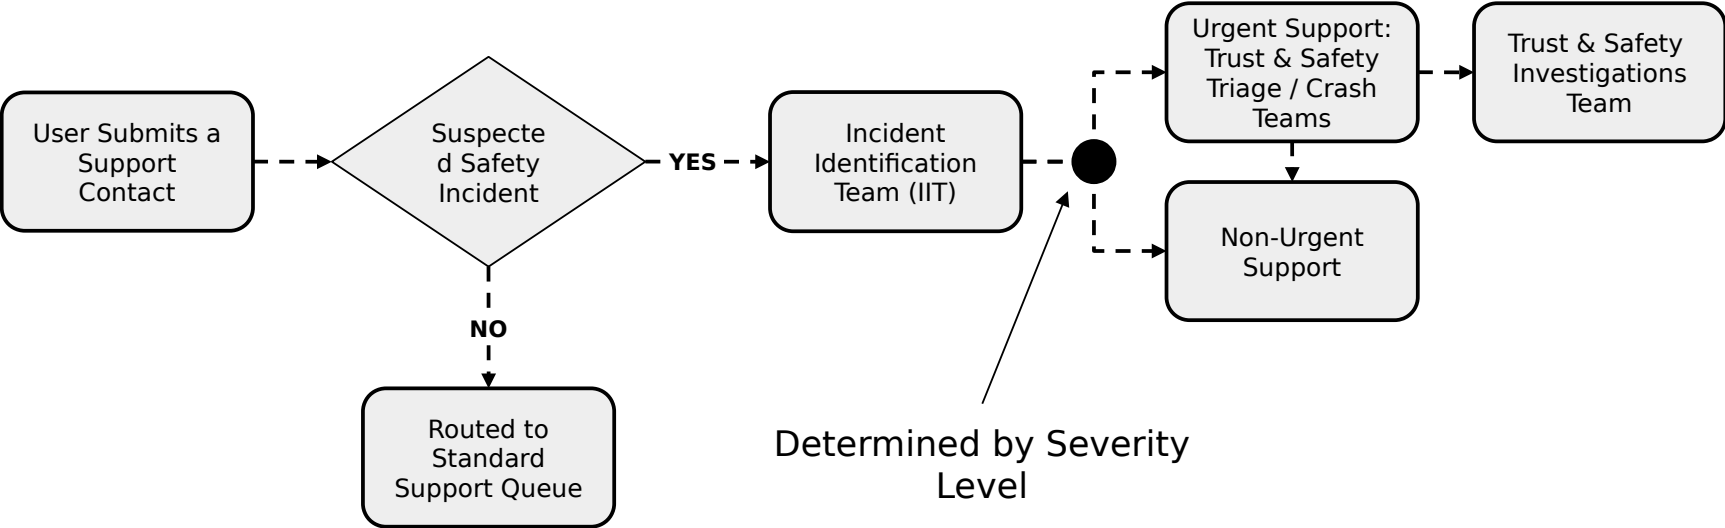 User Submits a
Support
Contact
Suspecte
d Safety
Incident
YES
NO
Routed to
Standard
Support Queue
Incident
Identification
Team (IIT)
Determined by Severity
Level
Urgent Support:
Trust & Safety
Triage / Crash
Teams
Non-Urgent
Support
Trust & Safety
Investigations
Team